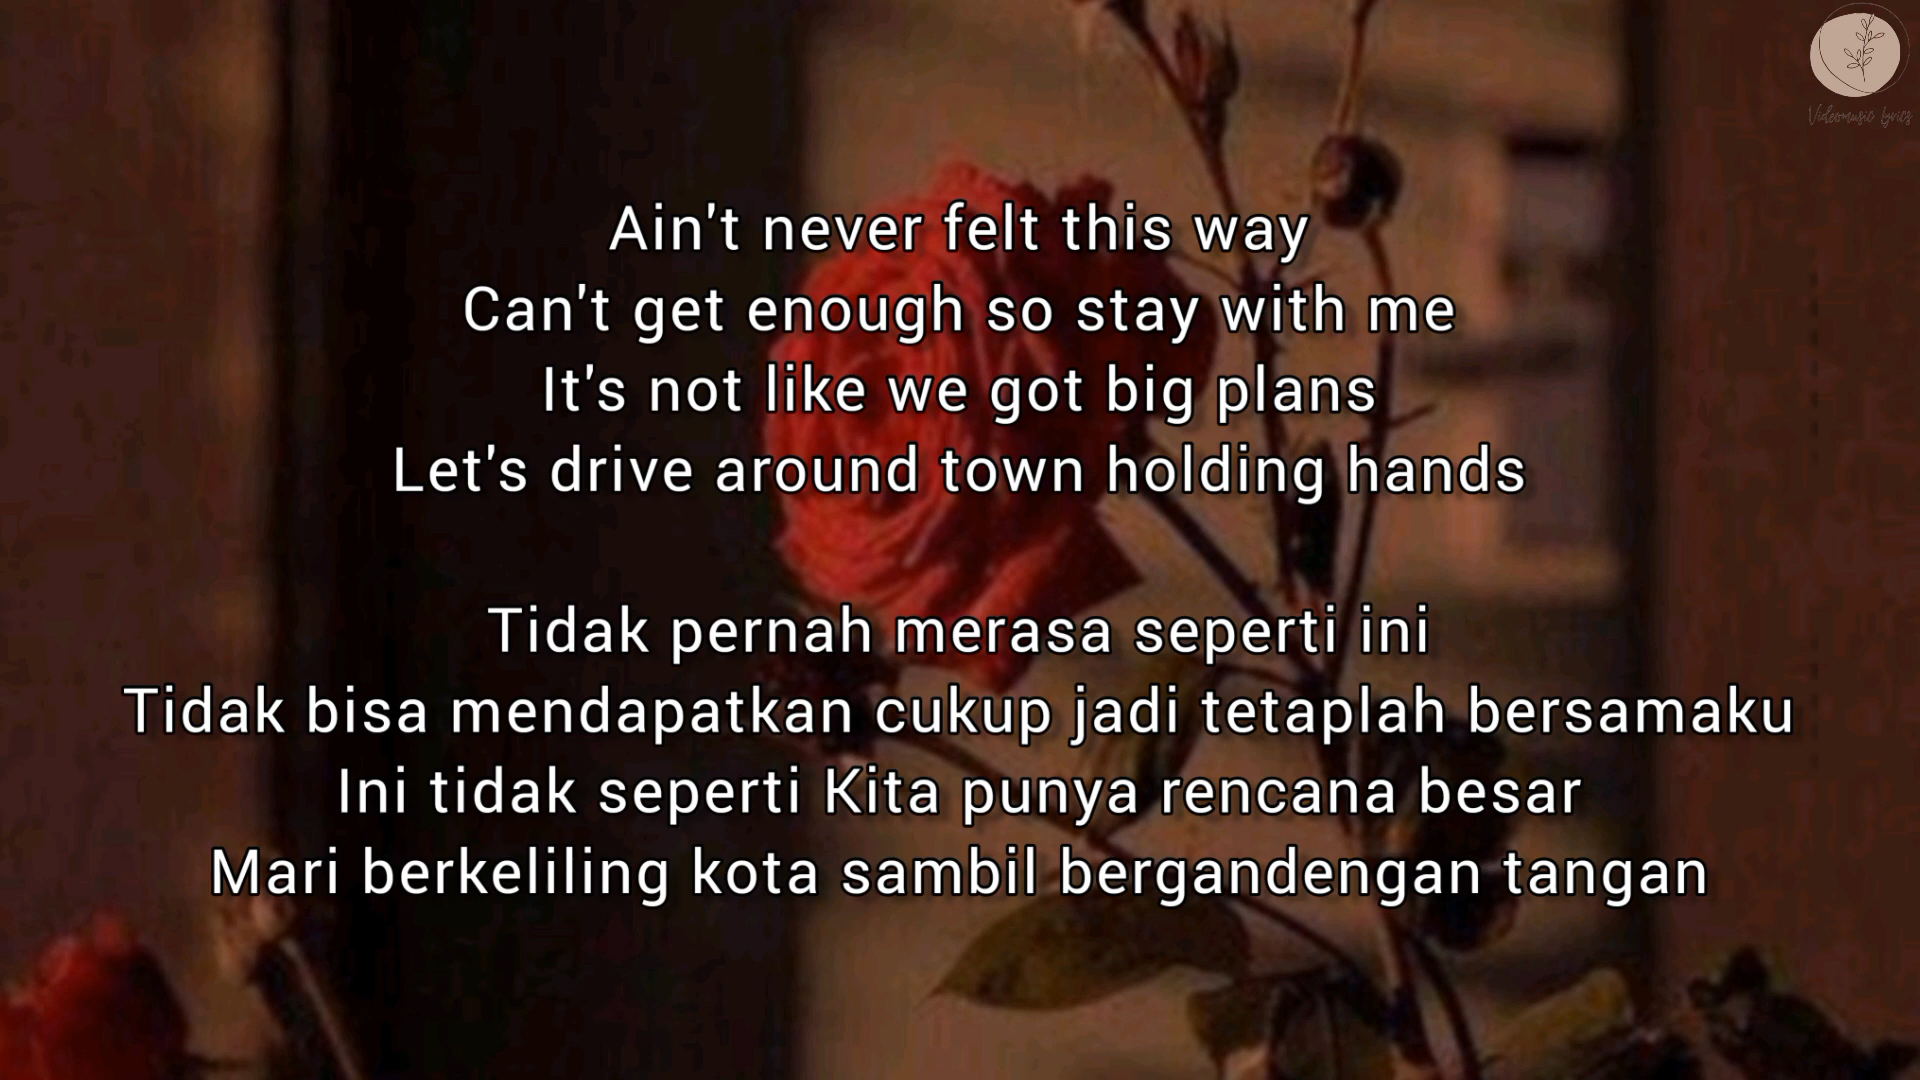 Videomusic Lyrics
Ain't never felt this way
Can't get enough so stay with me
It's not like we got big plans
Let's drive around town holding hands
Tidak pernah merasa seperti ini
Tidak bisa mendapatkan cukup jadi tetaplah bersamaku
Ini tidak seperti Kita punya rencana besar
Mari berkeliling kota sambil bergandengan tangan